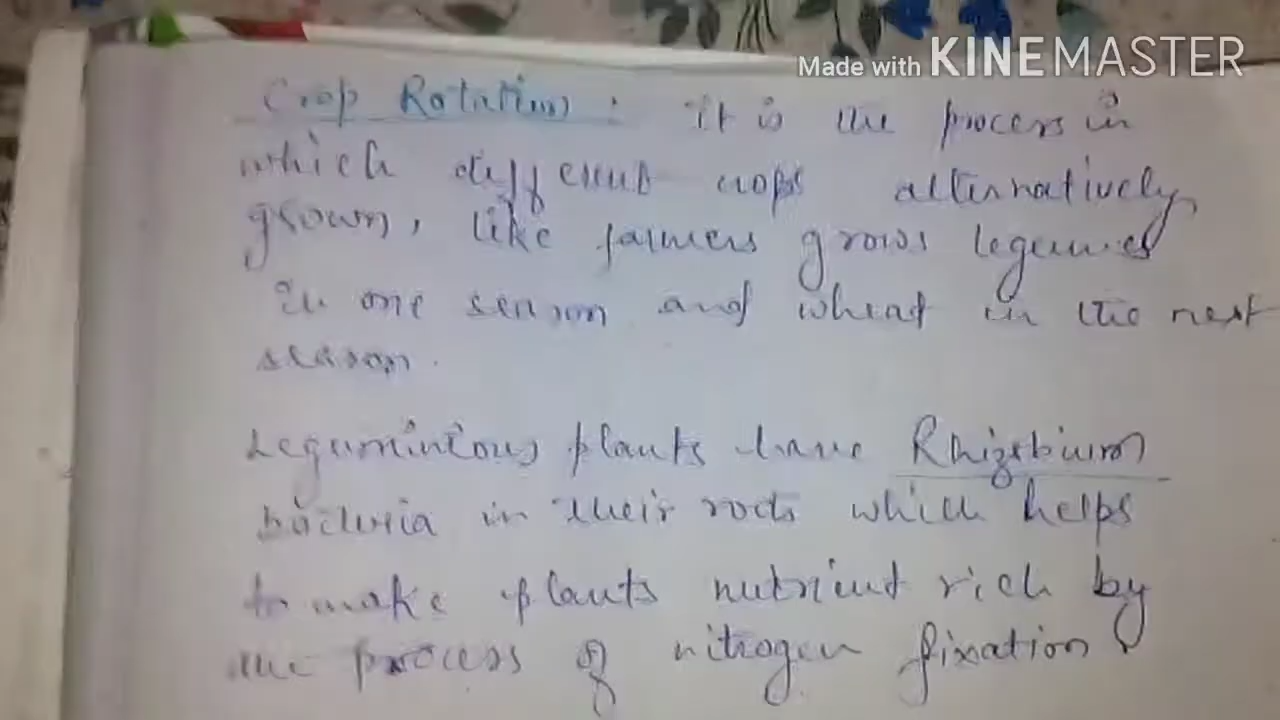 Made with KINEMASTER
Crop Rotation : it is the process in
which different crops alternatively
grown, like farmers grows legumes
In one season and wheat in the next
season.
Leguminious plants have Rhizobium
bacteria in their roots which helps
to make plants nutrient rich by
the process of nitrogen fixation